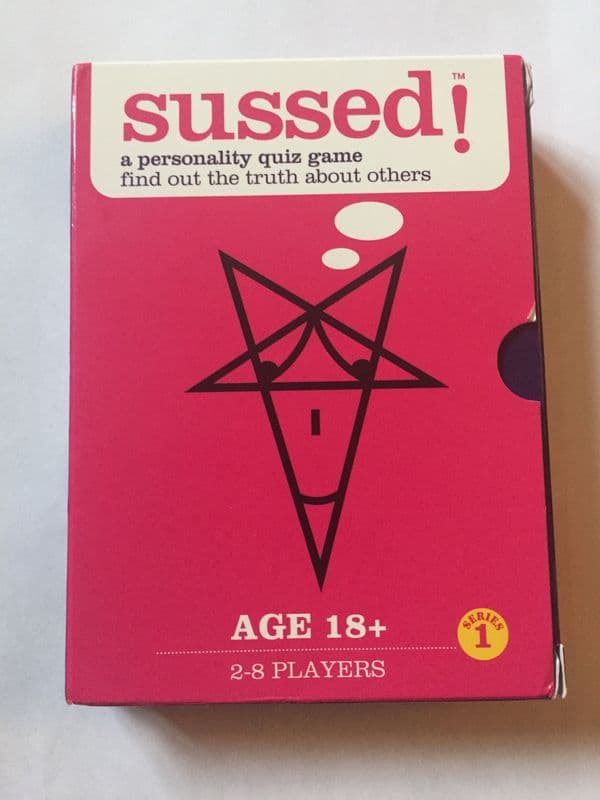 sussed!™
a personality quiz game
find out the truth about others
AGE 18+
SERIES
1
2-8 PLAYERS